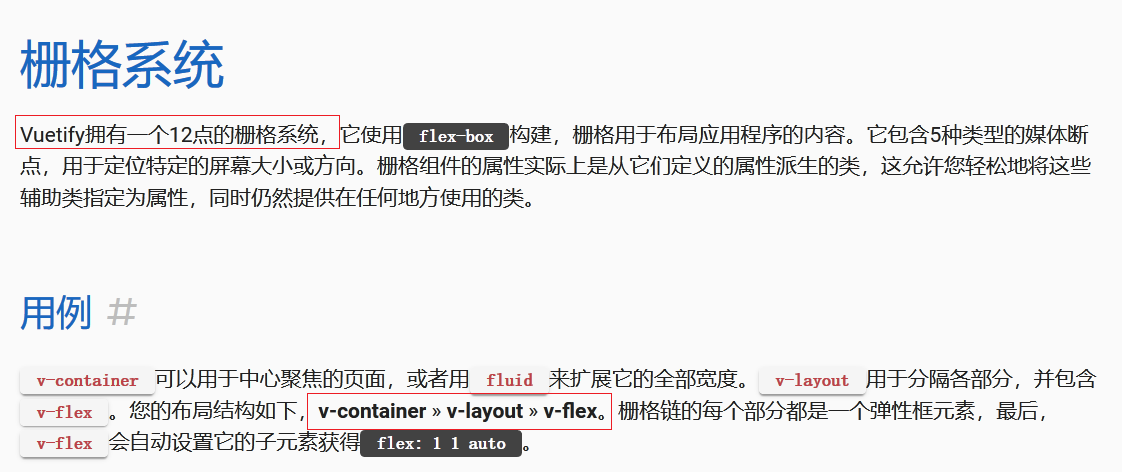 栅格系统
Vuetify拥有一个12点的栅格系统，它使用 flex-box 构建，栅格用于布局应用程序的内容。它包含5种类型的媒体断
点，用于定位特定的屏幕大小或方向。栅格组件的属性实际上是从它们定义的属性派生的类，这允许您轻松地将这些
辅助类指定为属性，同时仍然提供在任何地方使用的类。
用例 #
v-container 可以用于中心聚焦的页面，或者用 fluid 来扩展它的全部宽度。 v-layout 用于分隔各部分，并包含
v-flex 。您的布局结构如下，v-container » v-layout » v-flex。栅格链的每个部分都是一个弹性框元素，最后，
v-flex 会自动设置它的子元素获得 flex: 1 1 auto 。